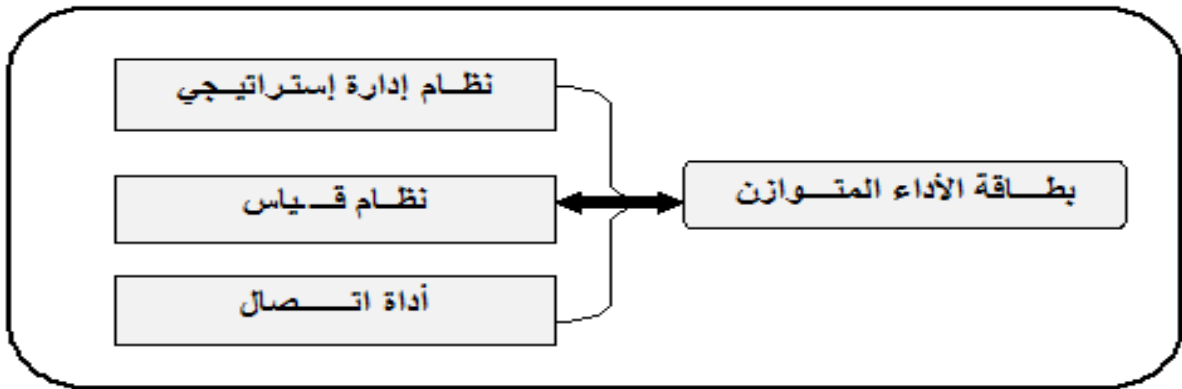 نظام إدارة إستراتيجي
بطاقة الأداء المتوازن
نظام قياس
أداة اتصال